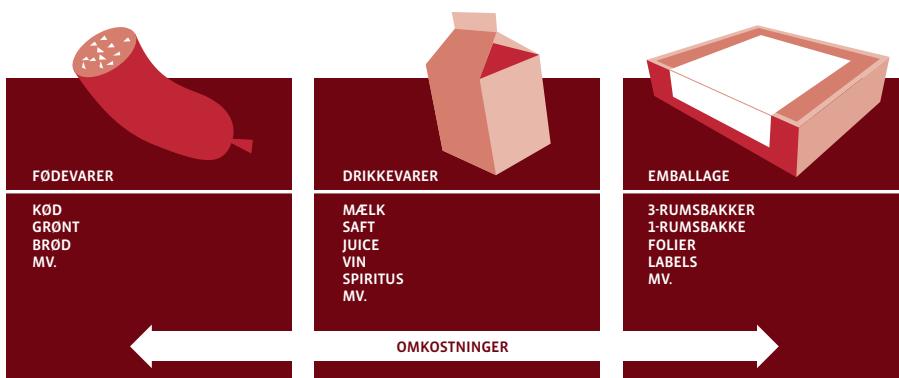 FØDEVARER
KØD
GRØNT
BRØD
MV.
DRIKKEVARER
MÆLK
SAFT
JUICE
VIN
SPIRITUS
MV.
EMBALLAGE
3-RUMSBAKKER
1-RUMSBAKKE
FOLIER
LABELS
MV.
OMKOSTNINGER